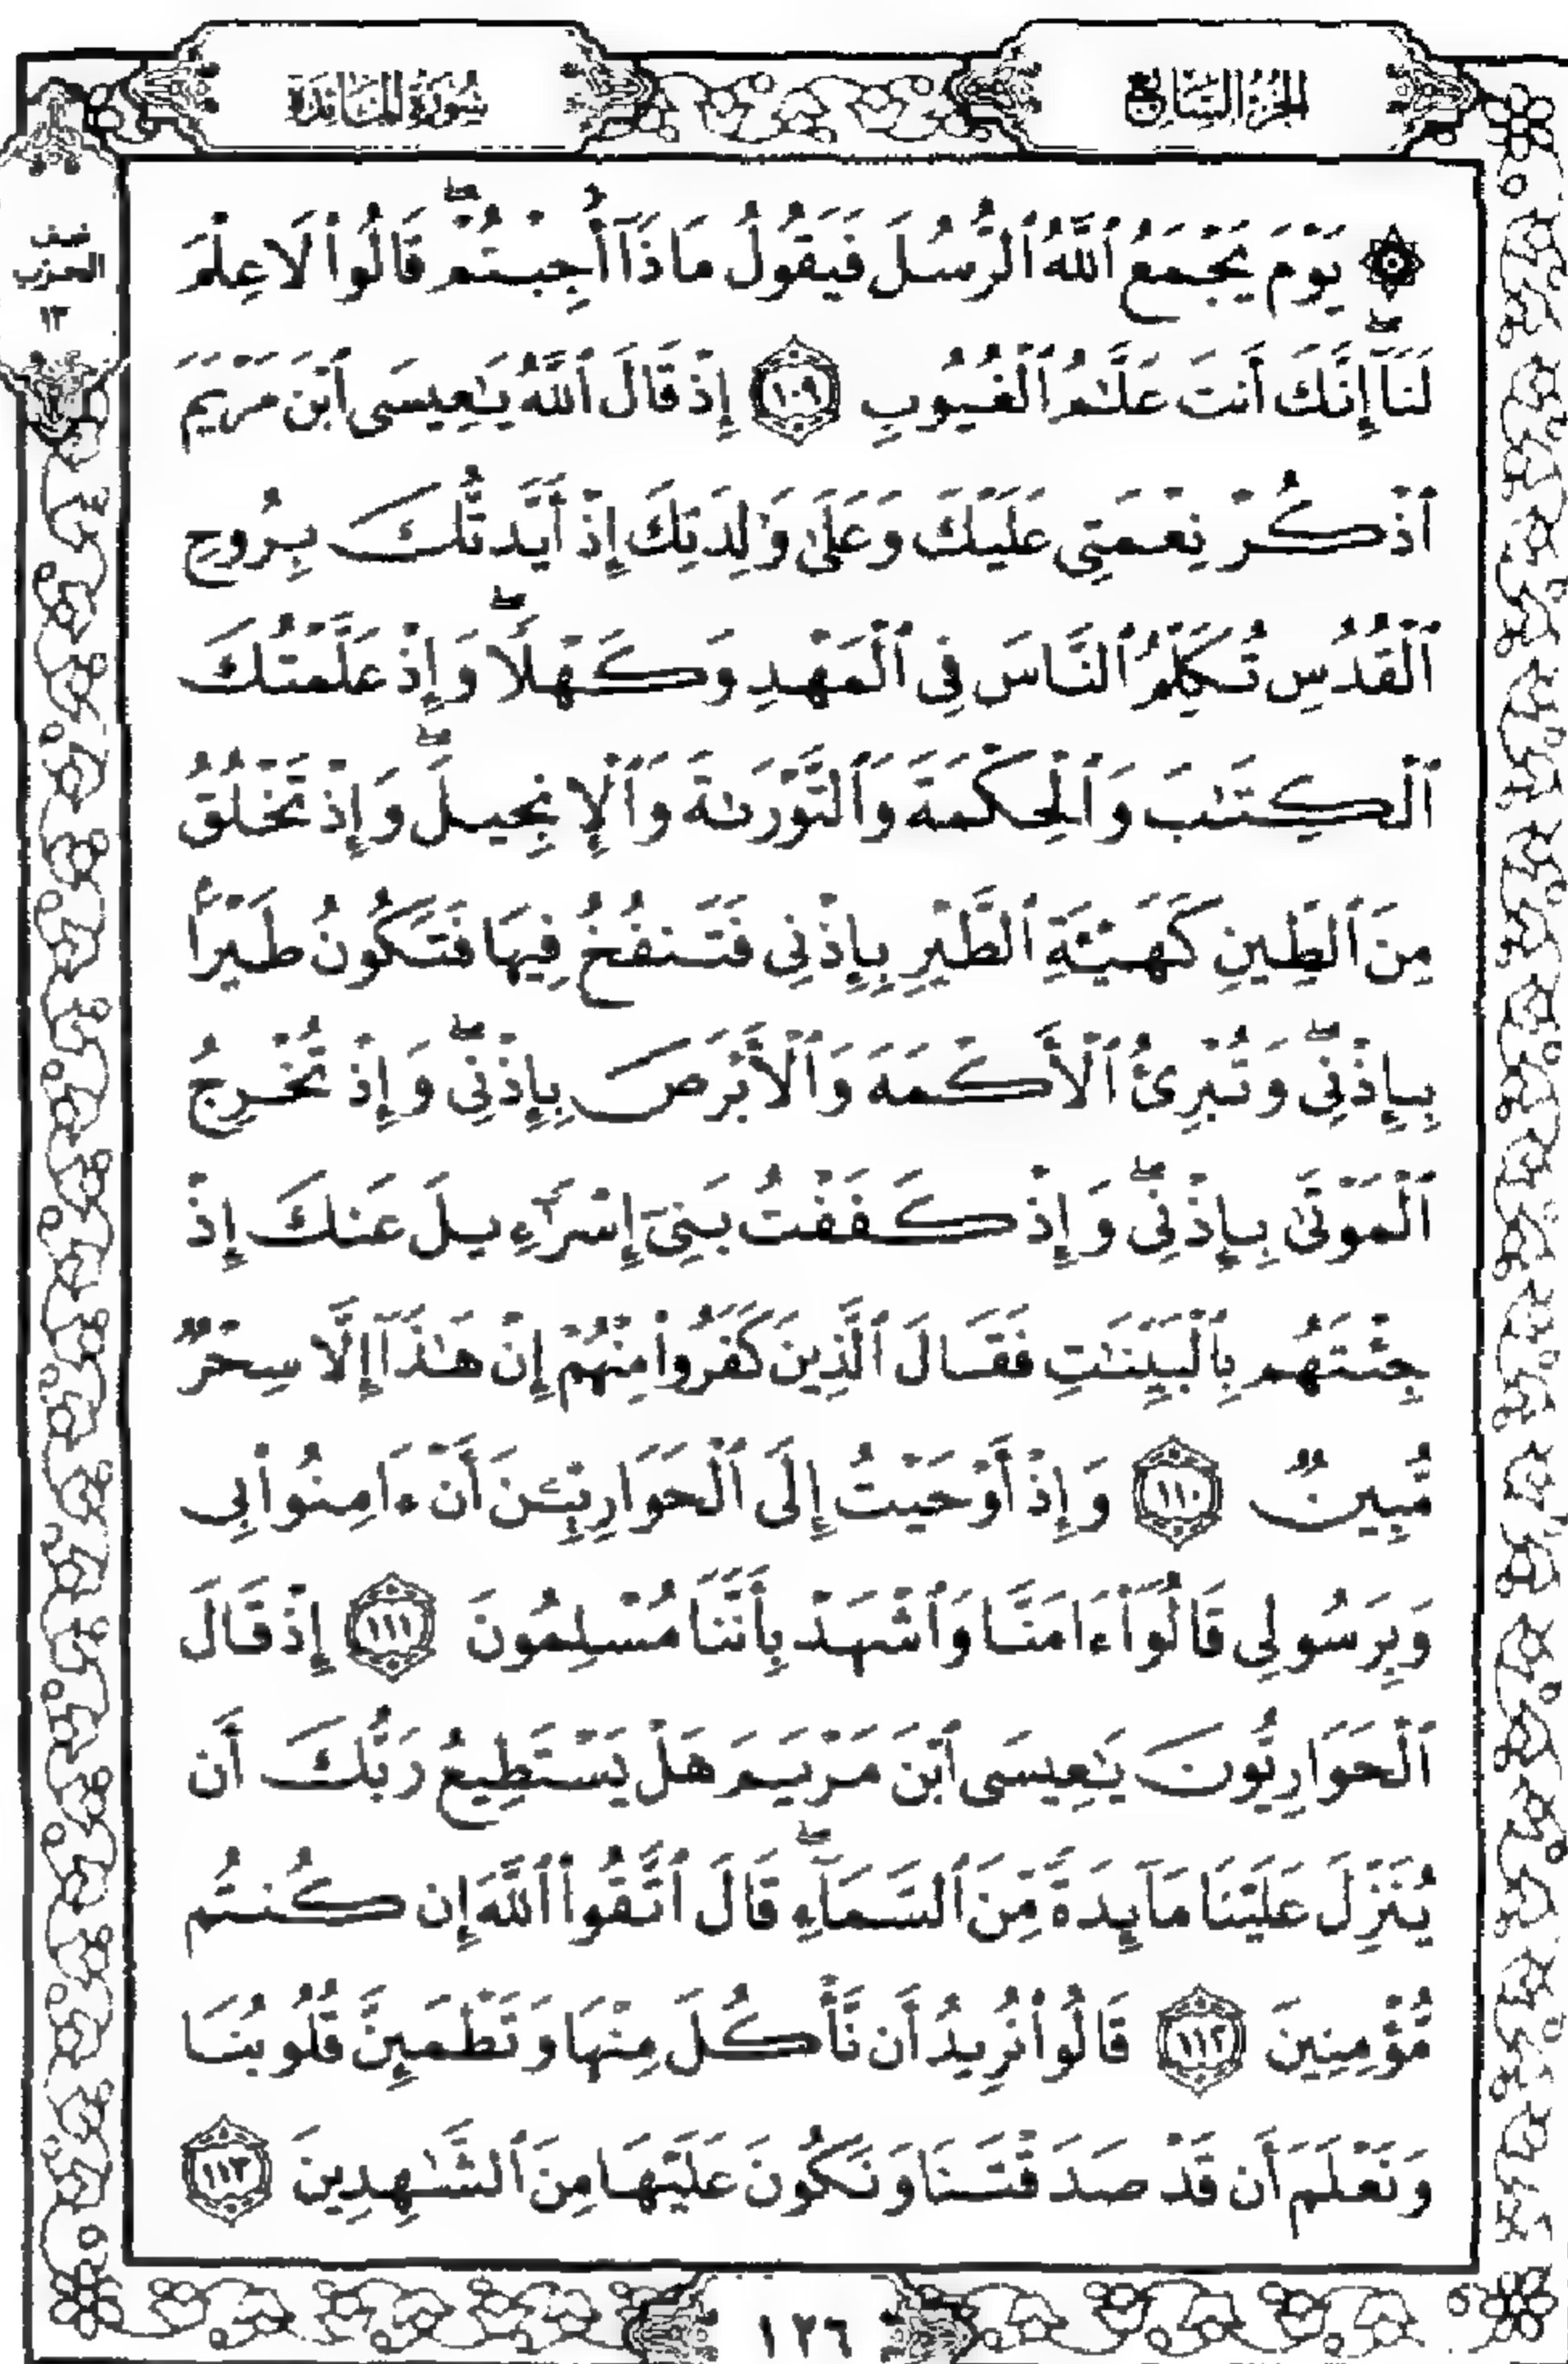 الجزء السابع
سورة المائدة
نصف
الحزب
١٣
۞ يَوْمَ يَجْمَعُ ٱللَّهُ ٱلرُّسُلَ فَيَقُولُ مَاذَآ أُجِبْتُمْ ۖ قَالُوا۟ لَا عِلْمَ
لَنَآ ۖ إِنَّكَ أَنتَ عَلَّٰمُ ٱلْغُيُوبِ ١٠٩ إِذْ قَالَ ٱللَّهُ يَٰعِيسَى ٱبْنَ مَرْيَمَ
ٱذْكُرْ نِعْمَتِى عَلَيْكَ وَعَلَىٰ وَٰلِدَتِكَ إِذْ أَيَّدتُّكَ بِرُوحِ
ٱلْقُدُسِ تُكَلِّمُ ٱلنَّاسَ فِى ٱلْمَهْدِ وَكَهْلًا ۖ وَإِذْ عَلَّمْتُكَ
ٱلْكِتَٰبَ وَٱلْحِكْمَةَ وَٱلتَّوْرَىٰةَ وَٱلْإِنجِيلَ ۖ وَإِذْ تَخْلُقُ
مِنَ ٱلطِّينِ كَهَيْـَٔةِ ٱلطَّيْرِ بِإِذْنِى فَتَنفُخُ فِيهَا فَتَكُونُ طَيْرًۢا
بِإِذْنِى ۖ وَتُبْرِئُ ٱلْأَكْمَهَ وَٱلْأَبْرَصَ بِإِذْنِى ۖ وَإِذْ تُخْرِجُ
ٱلْمَوْتَىٰ بِإِذْنِى ۖ وَإِذْ كَفَفْتُ بَنِىٓ إِسْرَٰٓءِيلَ عَنكَ إِذْ
جِئْتَهُم بِٱلْبَيِّنَٰتِ فَقَالَ ٱلَّذِينَ كَفَرُوا۟ مِنْهُمْ إِنْ هَٰذَآ إِلَّا سِحْرٌ
مُّبِينٌ ١١٠ وَإِذْ أَوْحَيْتُ إِلَى ٱلْحَوَارِيِّـۧنَ أَنْ ءَامِنُوا۟ بِى
وَبِرَسُولِى قَالُوٓا۟ ءَامَنَّا وَٱشْهَدْ بِأَنَّنَا مُسْلِمُونَ ١١١ إِذْ قَالَ
ٱلْحَوَارِيُّونَ يَٰعِيسَى ٱبْنَ مَرْيَمَ هَلْ يَسْتَطِيعُ رَبُّكَ أَن
يُنَزِّلَ عَلَيْنَا مَآئِدَةً مِّنَ ٱلسَّمَآءِ ۖ قَالَ ٱتَّقُوا۟ ٱللَّهَ إِن كُنتُم
مُّؤْمِنِينَ ١١٢ قَالُوا۟ نُرِيدُ أَن نَّأْكُلَ مِنْهَا وَتَطْمَئِنَّ قُلُوبُنَا
وَنَعْلَمَ أَن قَدْ صَدَقْتَنَا وَنَكُونَ عَلَيْهَا مِنَ ٱلشَّٰهِدِينَ ١١٣
١٢٦